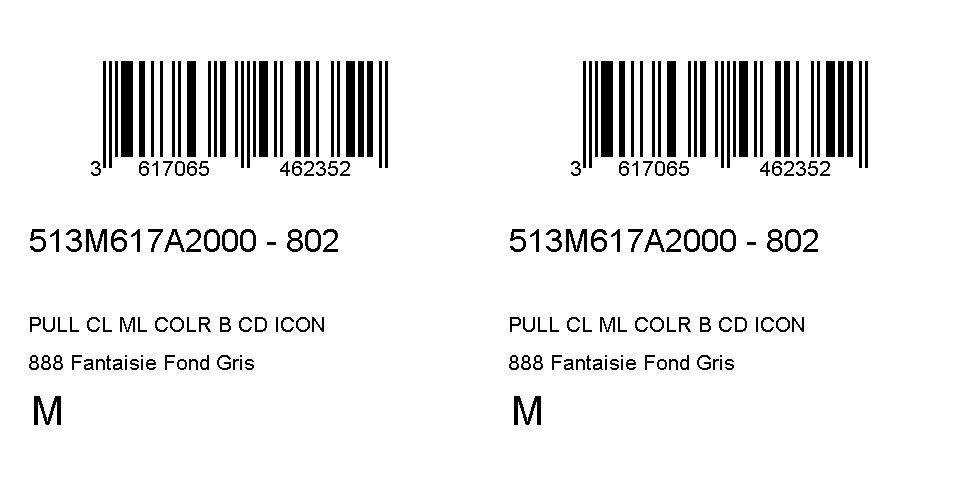 3 617065 462352
513M617A2000 - 802
PULL CL ML COLR B CD ICON
888 Fantaisie Fond Gris
M
3 617065 462352
513M617A2000 - 802
PULL CL ML COLR B CD ICON
888 Fantaisie Fond Gris
M